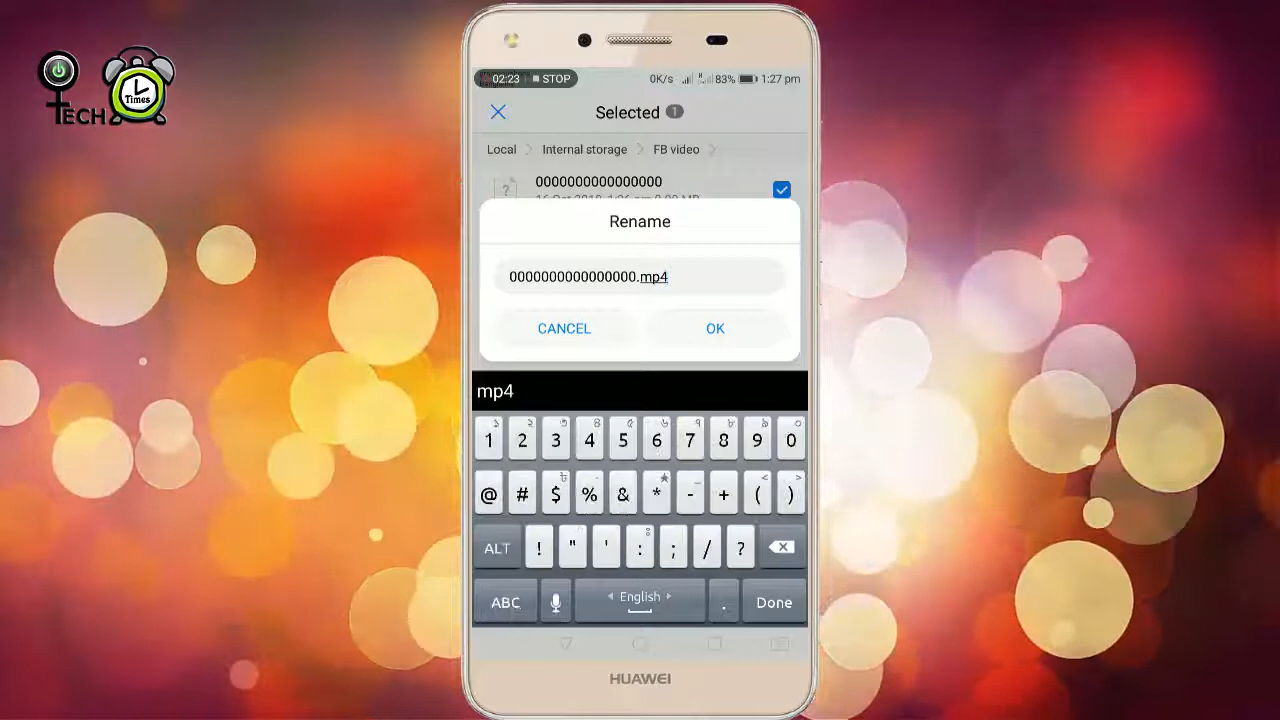 TECH
Times
02:23 STOP
0K/s 83% 1:27 pm
Selected 1
Local Internal storage FB video
0000000000000000
Rename
0000000000000000.mp4
CANCEL OK
mp4
1 2 3 4 5 6 7 8 9 0
@ # $ % & * - + ( )
ALT ! " ' : ; / ?
ABC English . Done
HUAWEI